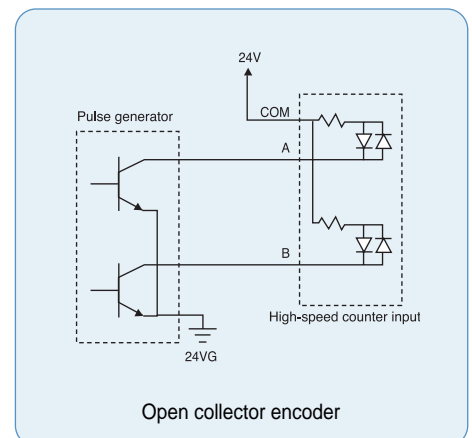 24V
COM
Pulse generator
A
B
High-speed counter input
24VG
Open collector encoder